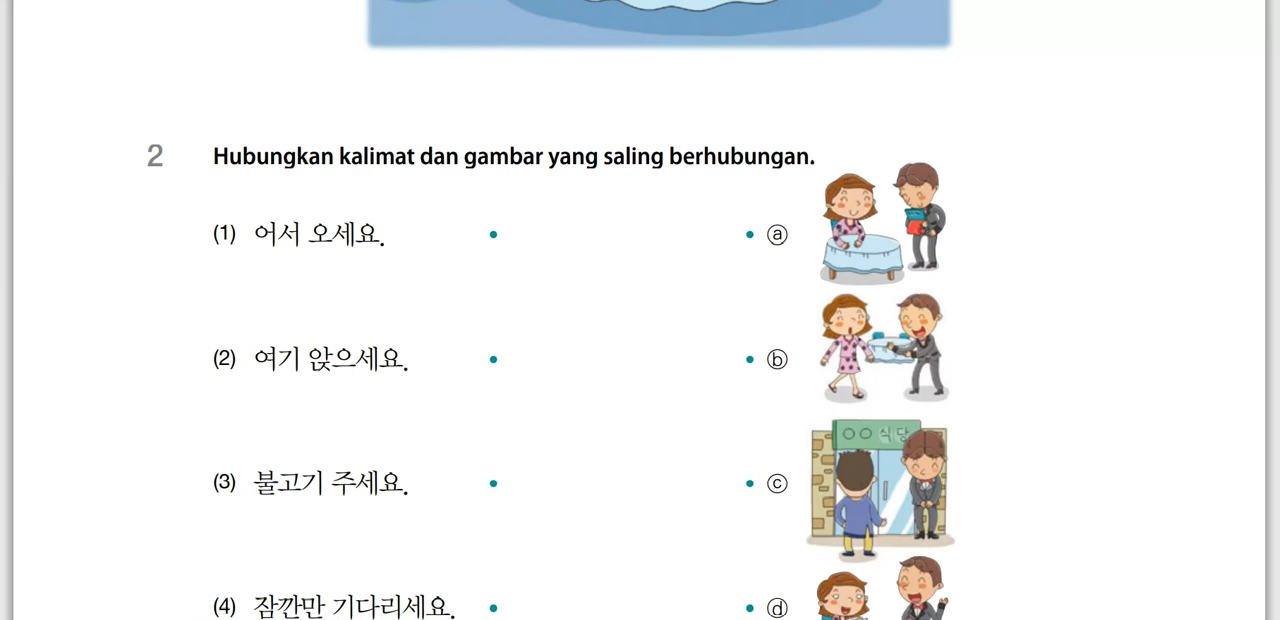 2 Hubungkan kalimat dan gambar yang saling berhubungan.
(1) 어서 오세요. • • ⓐ
(2) 여기 앉으세요. • • ⓑ
○○ 식당
(3) 불고기 주세요. • • ⓒ
(4) 잠깐만 기다리세요. • • ⓓ